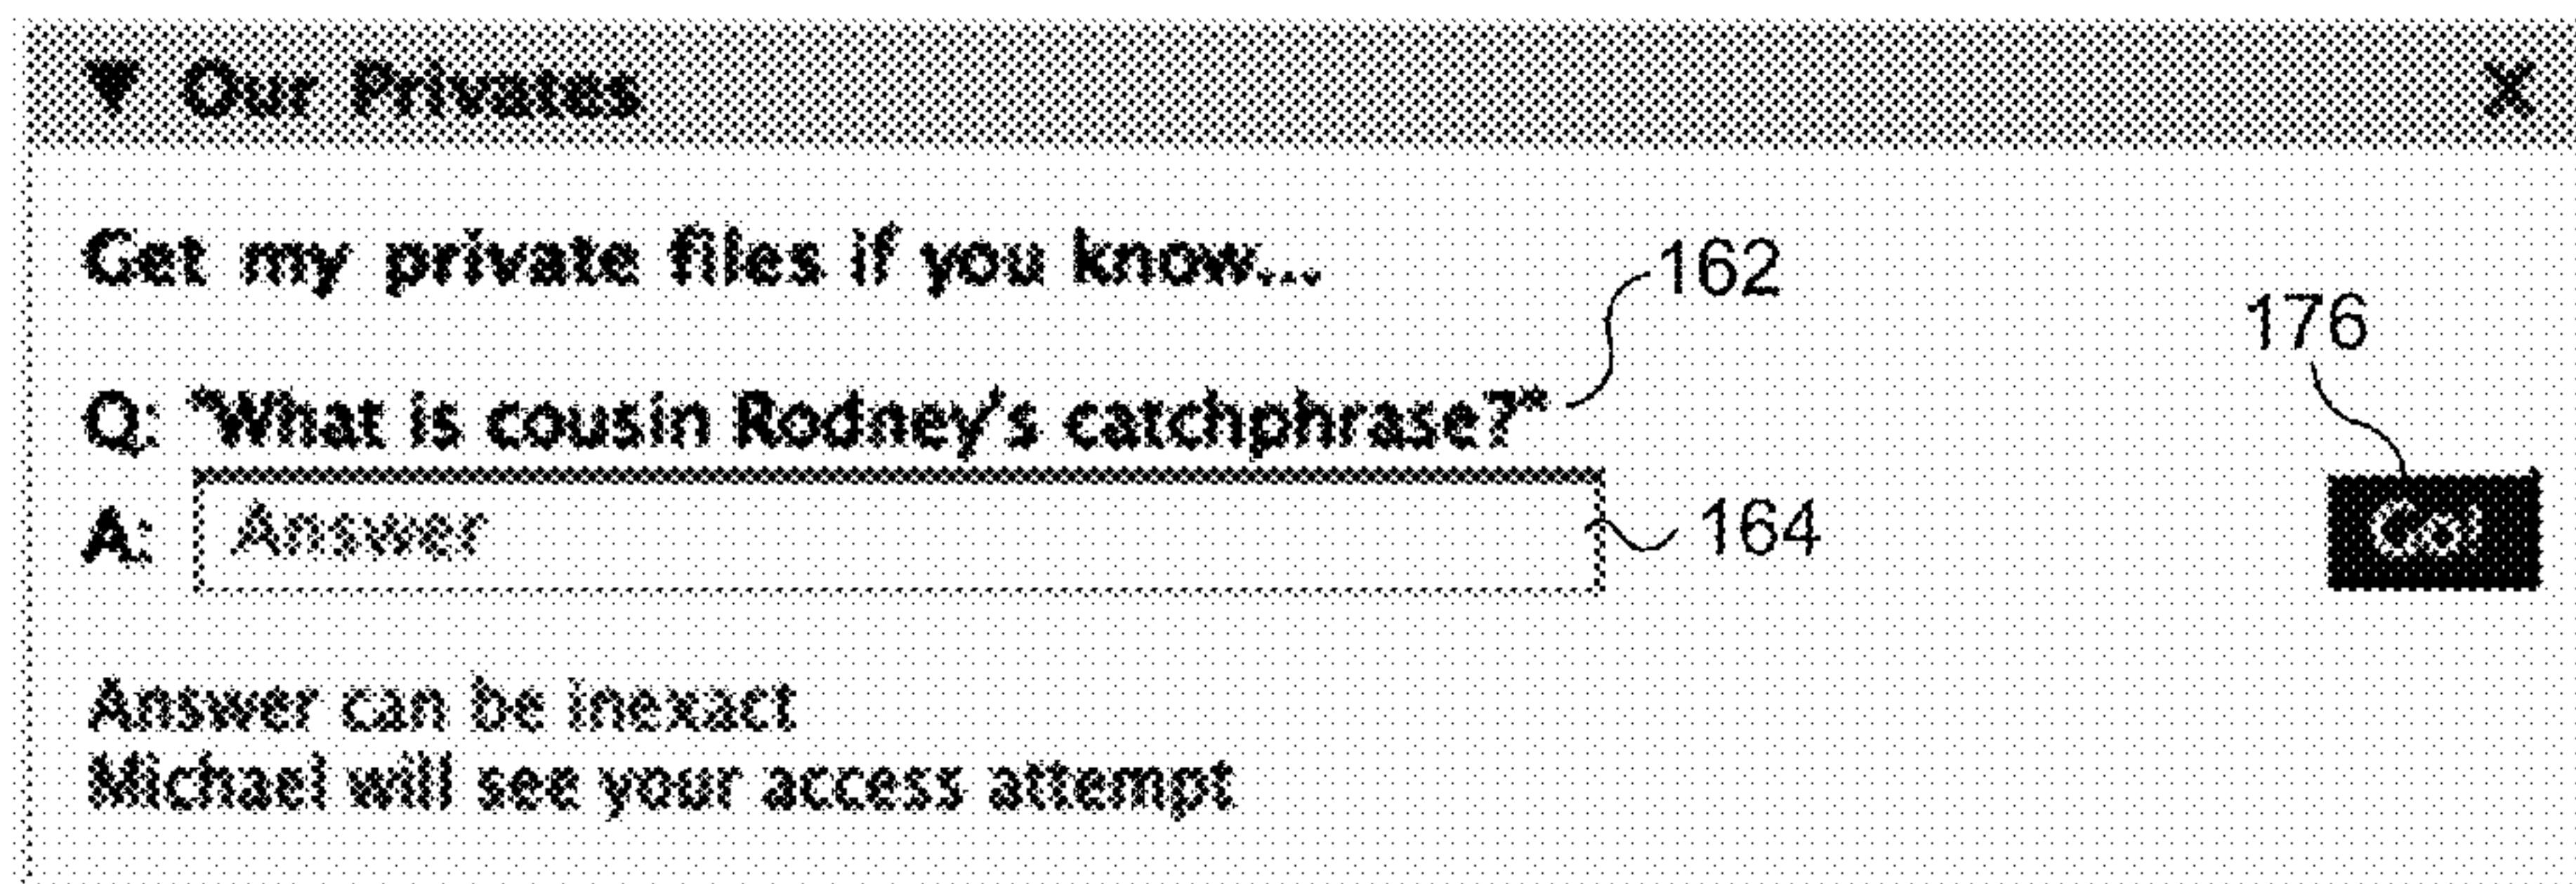 ▼ Our Privates X
Get my private files if you know...
162
176
Q: "What is cousin Rodney's catchphrase?"
A: Answer
164
Go!
Answer can be inexact
Michael will see your access attempt